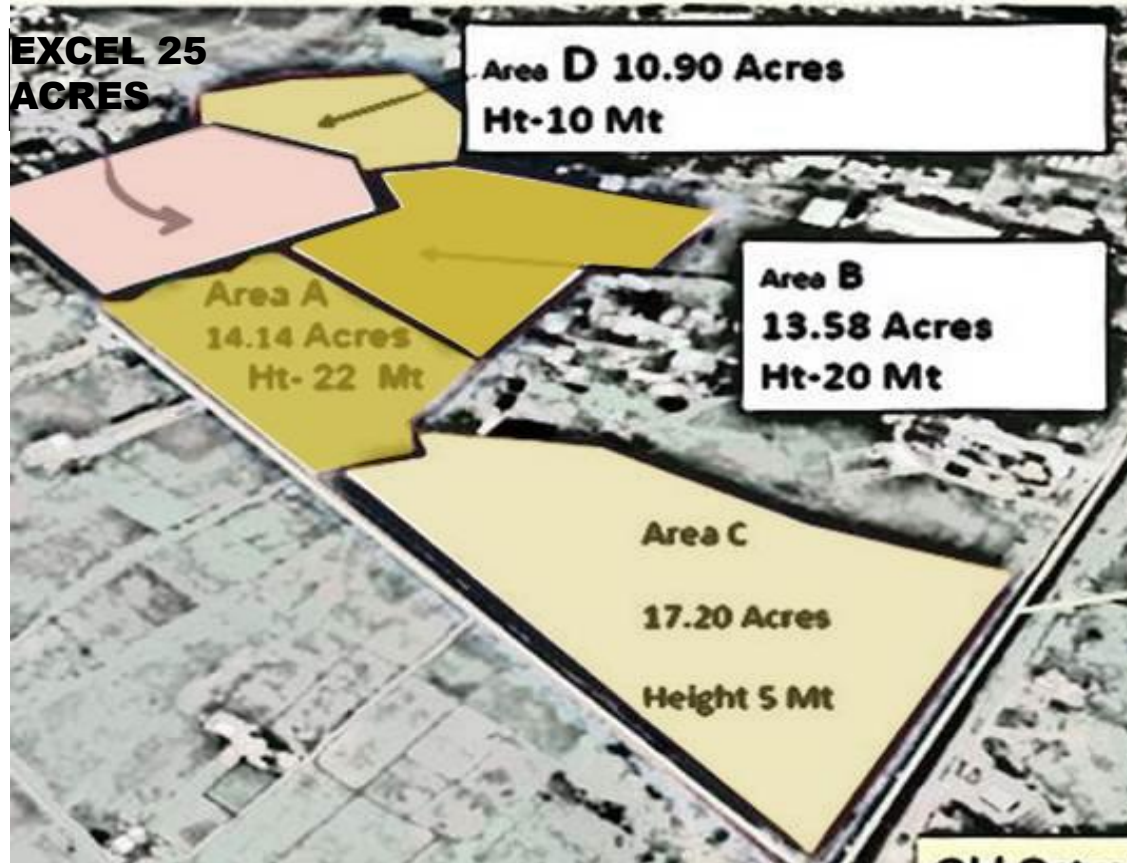 EXCEL 25
ACRES
Area D 10.90 Acres
Ht-10 Mt
Area B
13.58 Acres
Ht-20 Mt
Area A
14.14 Acres
Ht- 22 Mt
Area C
17.20 Acres
Height 5 Mt